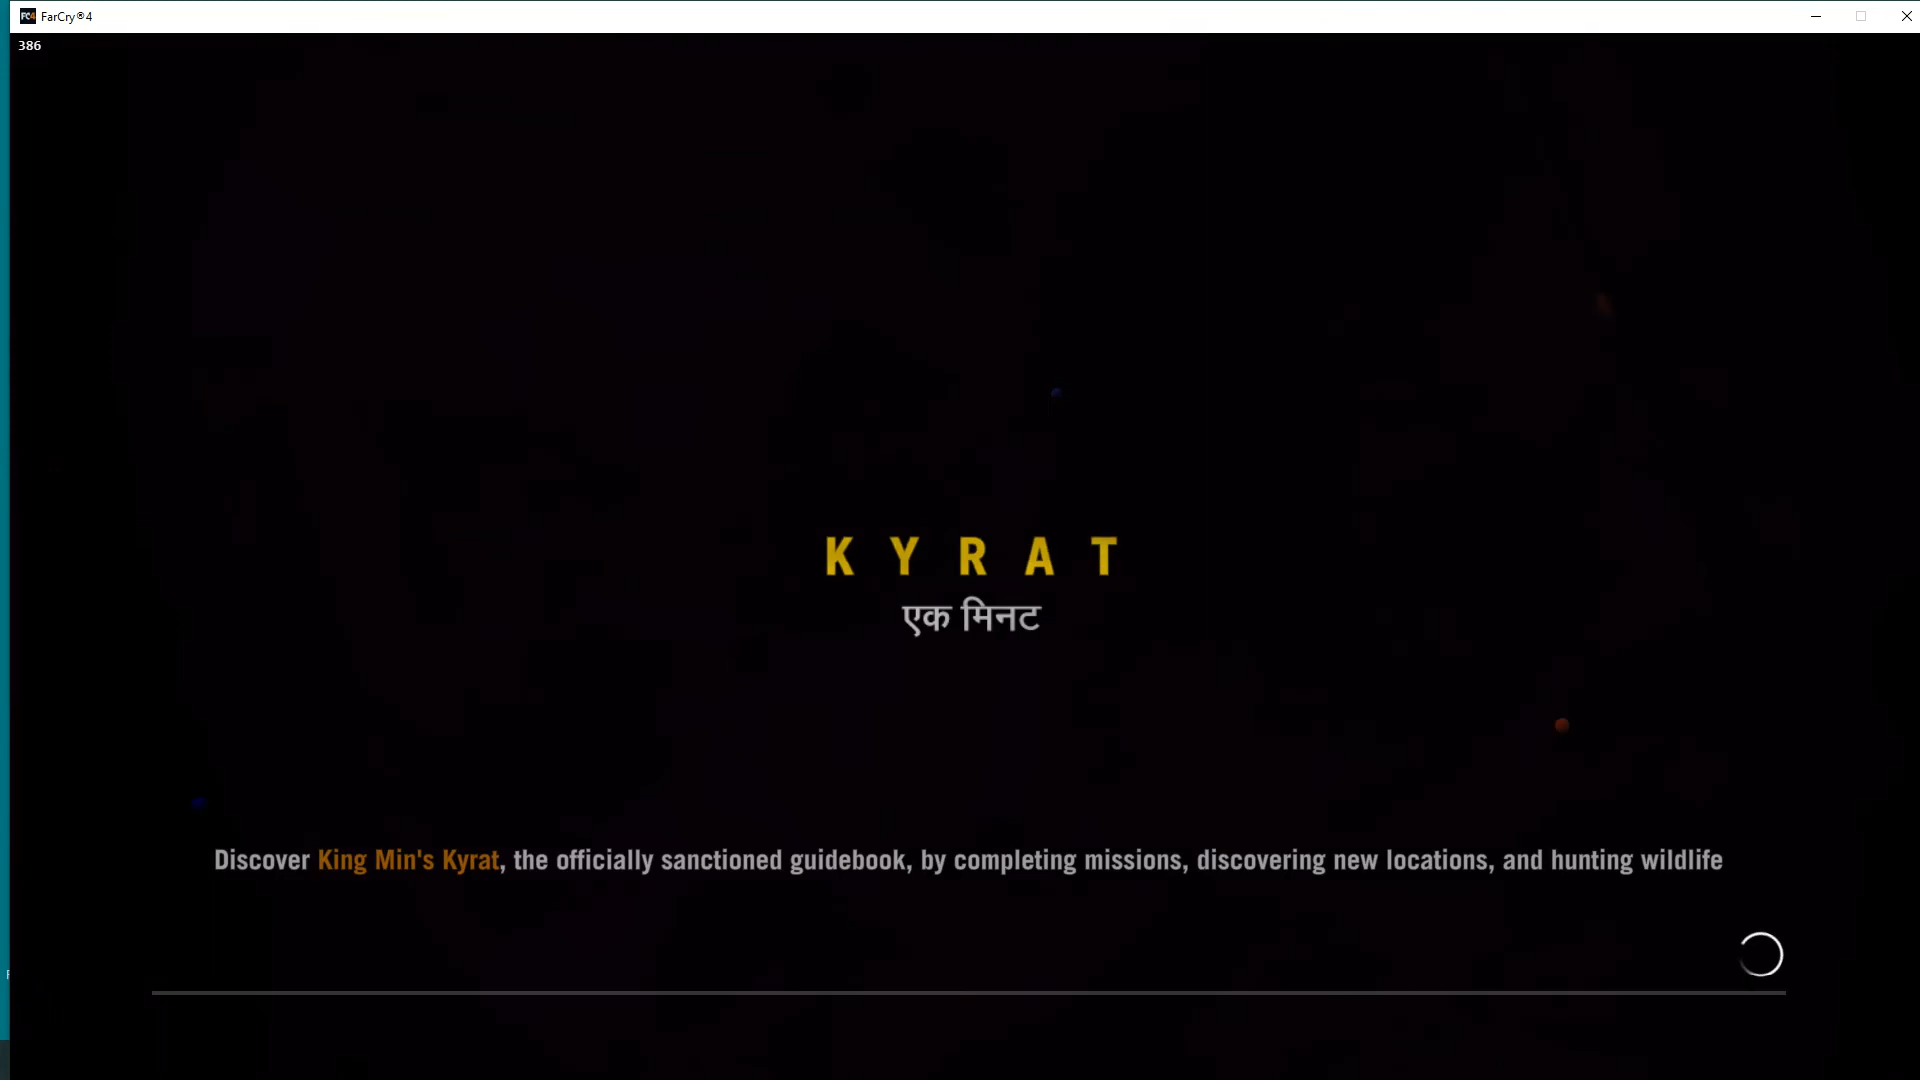 FarCry®4
386
KYRAT
एक मिनट
Discover King Min's Kyrat, the officially sanctioned guidebook, by completing missions, discovering new locations, and hunting wildlife